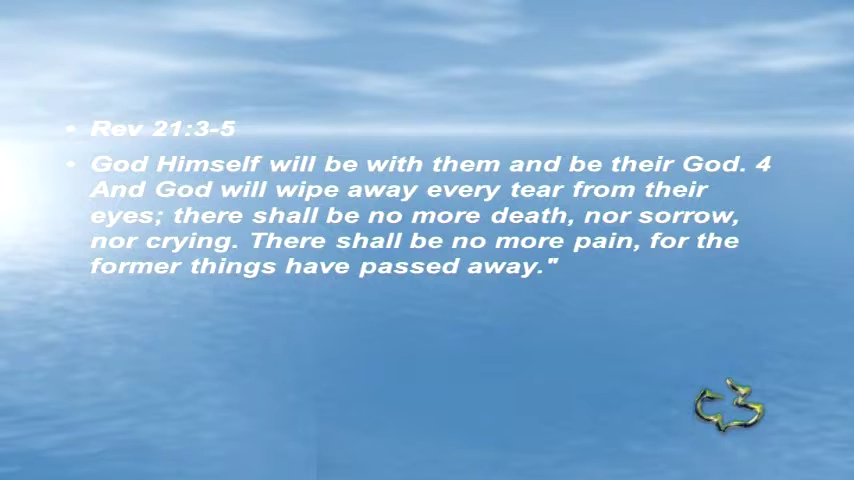 • Rev 21:3-5
• God Himself will be with them and be their God. 4
And God will wipe away every tear from their
eyes; there shall be no more death, nor sorrow,
nor crying. There shall be no more pain, for the
former things have passed away."